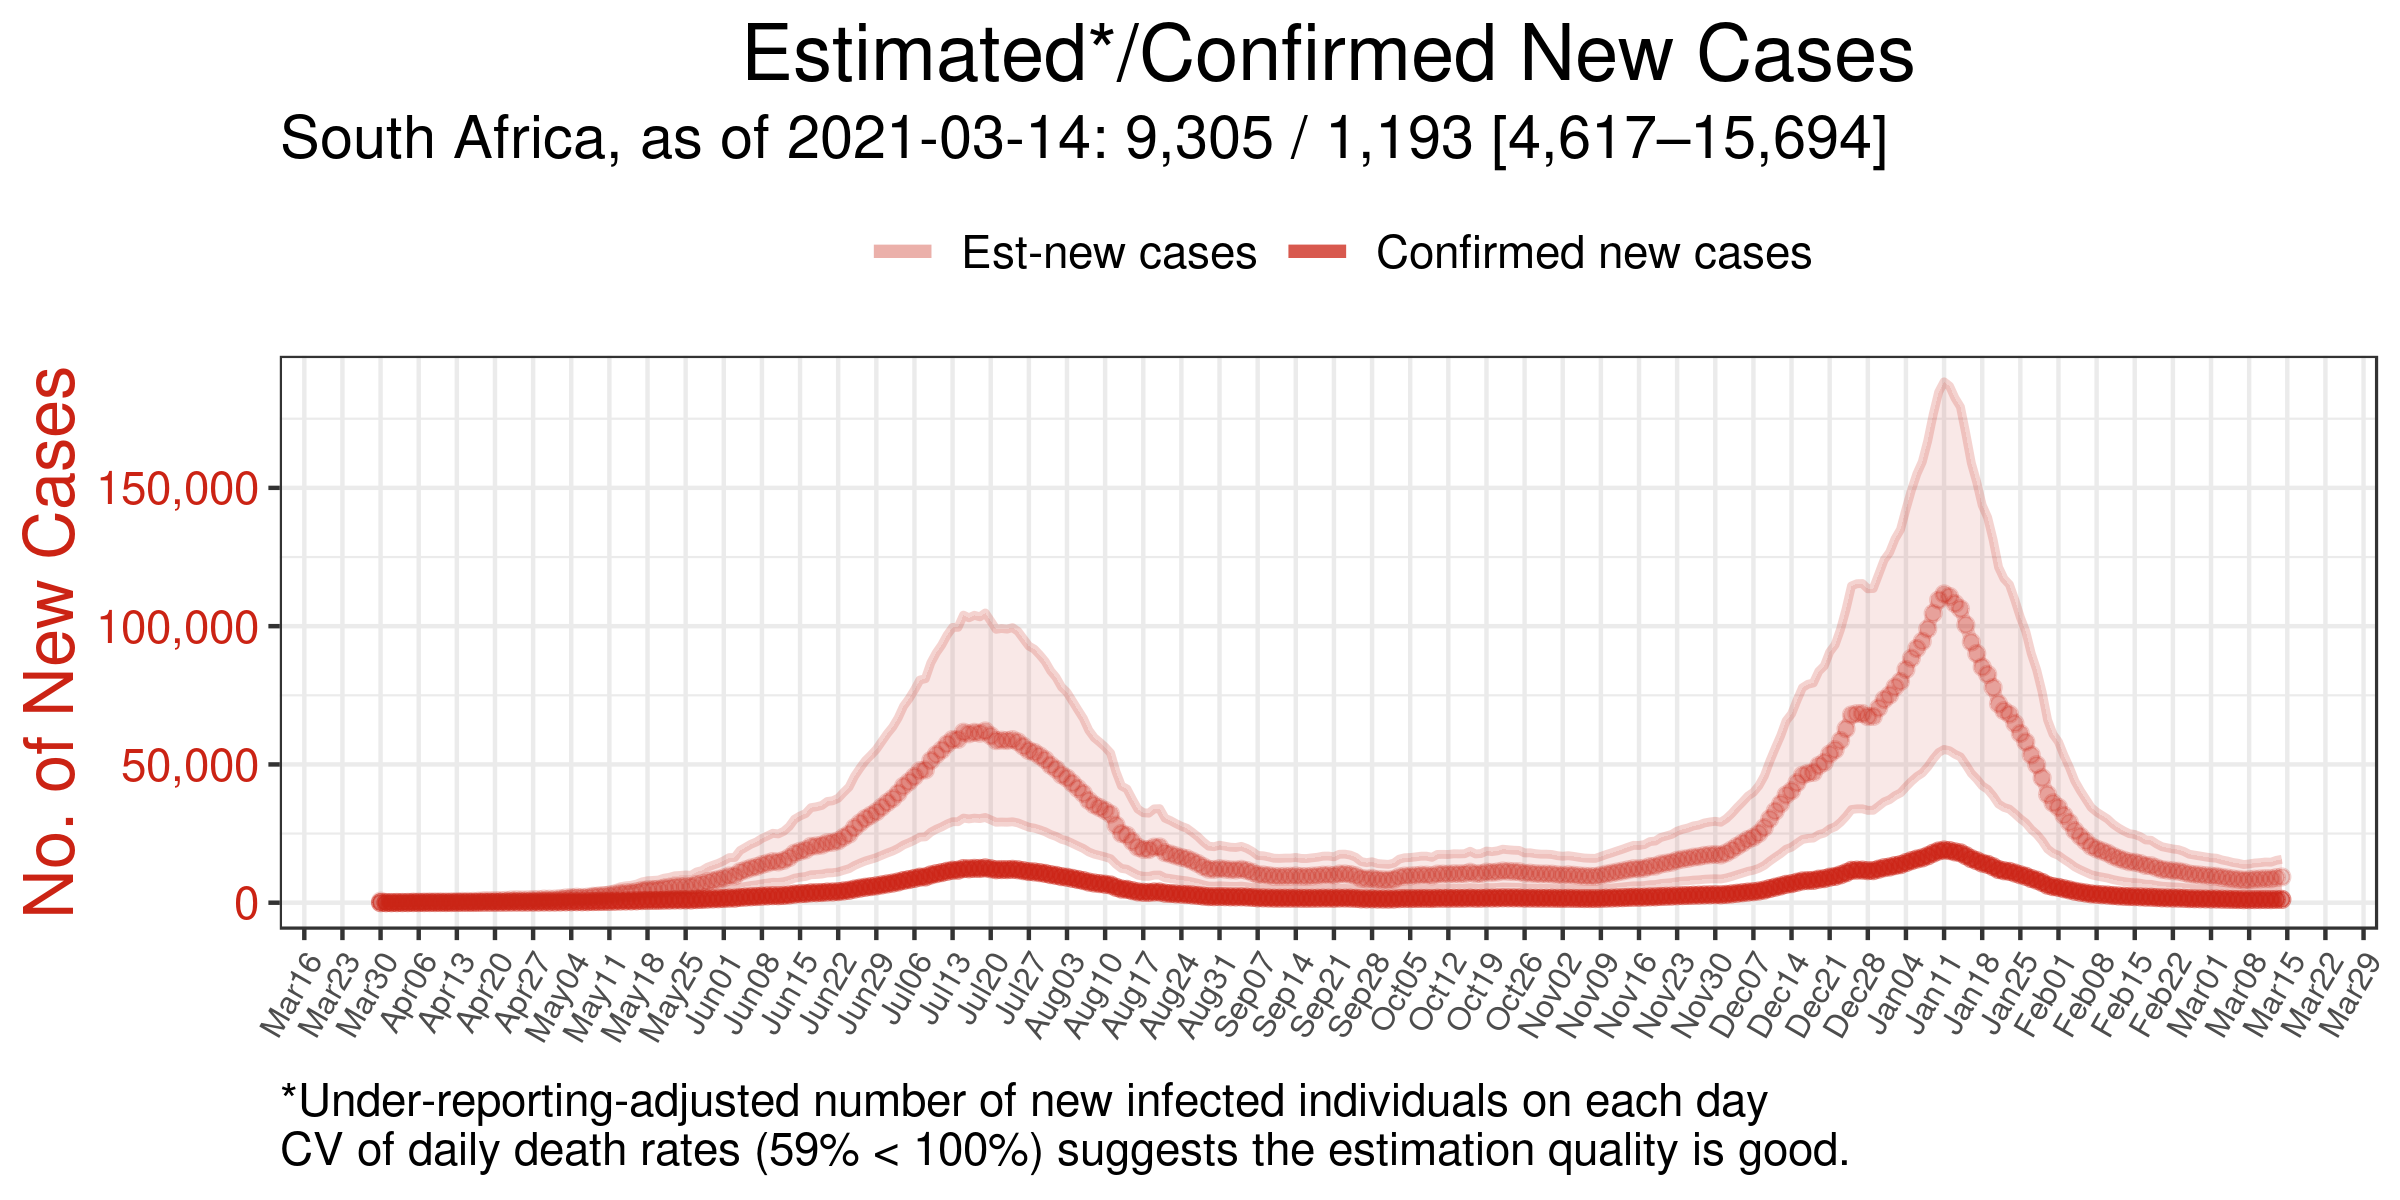 Estimated*/Confirmed New Cases
South Africa, as of 2021-03-14: 9,305 / 1,193 [4,617–15,694]
Est-new cases
Confirmed new cases
No. of New Cases
150,000
100,000
50,000
0
Mar16
Mar23
Mar30
Apr06
Apr13
Apr20
Apr27
May04
May11
May18
May25
Jun01
Jun08
Jun15
Jun22
Jun29
Jul06
Jul13
Jul20
Jul27
Aug03
Aug10
Aug17
Aug24
Aug31
Sep07
Sep14
Sep21
Sep28
Oct05
Oct12
Oct19
Oct26
Nov02
Nov09
Nov16
Nov23
Nov30
Dec07
Dec14
Dec21
Dec28
Jan04
Jan11
Jan18
Jan25
Feb01
Feb08
Feb15
Feb22
Mar01
Mar08
Mar15
Mar22
Mar29
*Under-reporting-adjusted number of new infected individuals on each day
CV of daily death rates (59% < 100%) suggests the estimation quality is good.